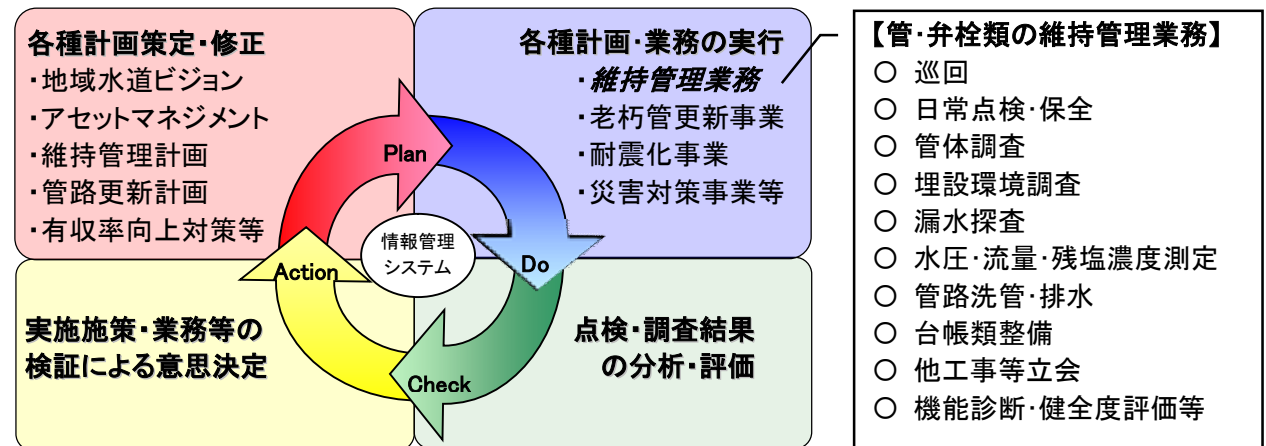 各種計画策定・修正
・地域水道ビジョン
・アセットマネジメント
・維持管理計画
・管路更新計画
・有収率向上対策等
各種計画・業務の実行
・維持管理業務
・老朽管更新事業
・耐震化事業
・災害対策事業等
Plan
Do
Check
Action
情報管理
システム
実施施策・業務等の
検証による意思決定
点検・調査結果
の分析・評価
【管・弁栓類の維持管理業務】
○ 巡回
○ 日常点検・保全
○ 管体調査
○ 埋設環境調査
○ 漏水探査
○ 水圧・流量・残塩濃度測定
○ 管路洗管・排水
○ 台帳類整備
○ 他工事等立会
○ 機能診断・健全度評価等